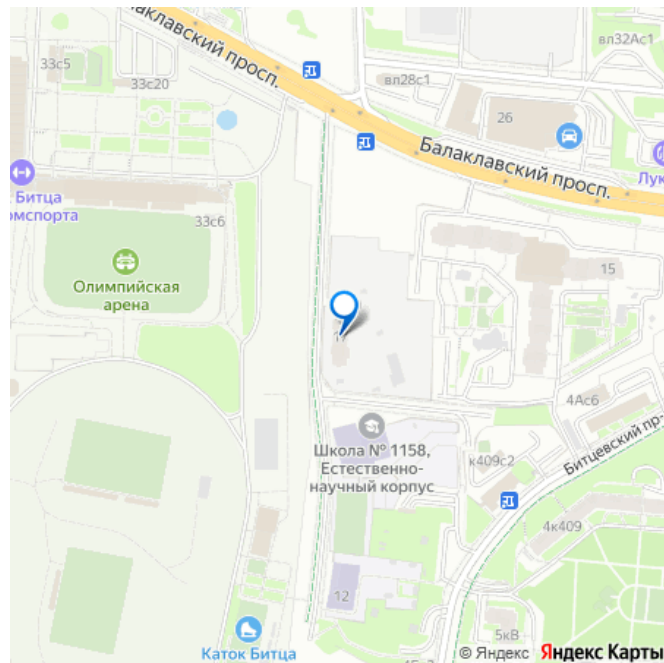 Балаклавский просп.
33с5
33с20
вл32Ас1
вл28с1
26
Балаклавский просп.
Лук
Битца
омспорта
33с6
Олимпийская
арена
15
4Ас6
Битцевский пр-
Школа № 1158,
Естественно-
научный корпус
к409с2
4к409
12
5кВ
Каток Битца
© Яндекс Яндекс Карты